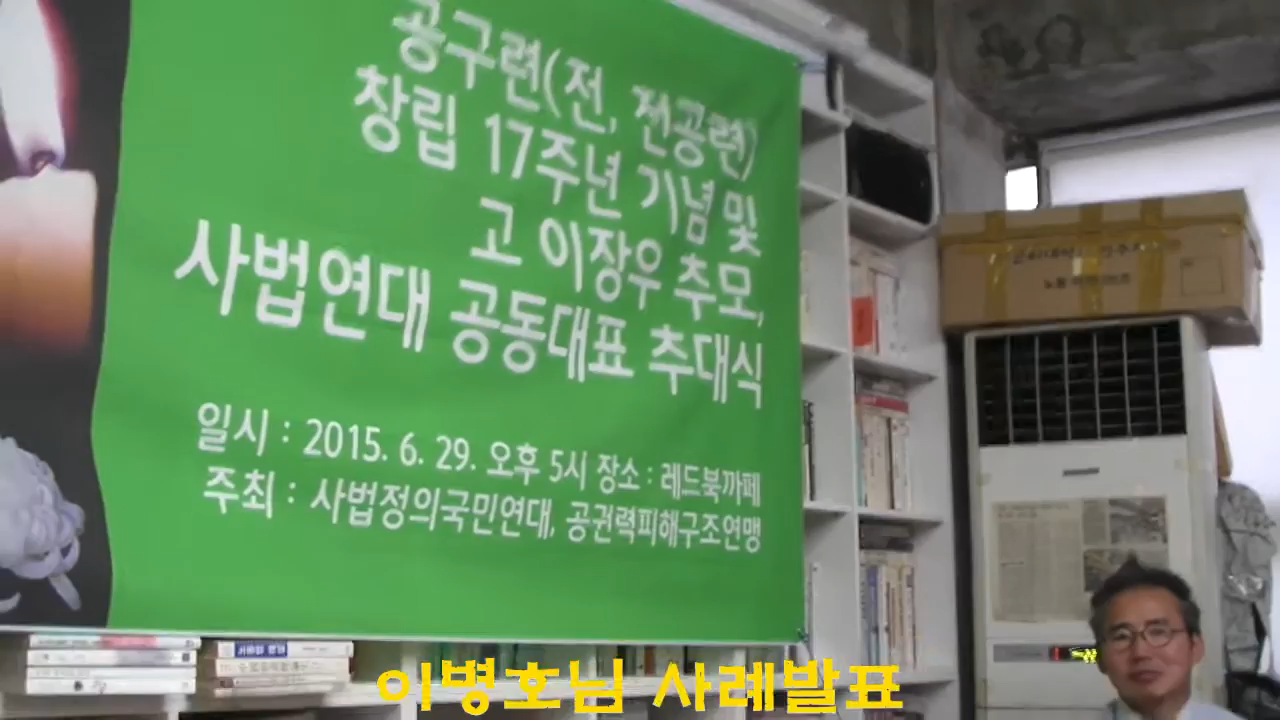 공구련(전, 전공련)
창립 17주년 기념 및
고 이장우 추모,
사법연대 공동대표 추대식
일시 : 2015. 6. 29. 오후 5시 장소 : 레드북까페
주최 : 사법정의국민연대, 공권력피해구조연맹
이병호님 사례발표